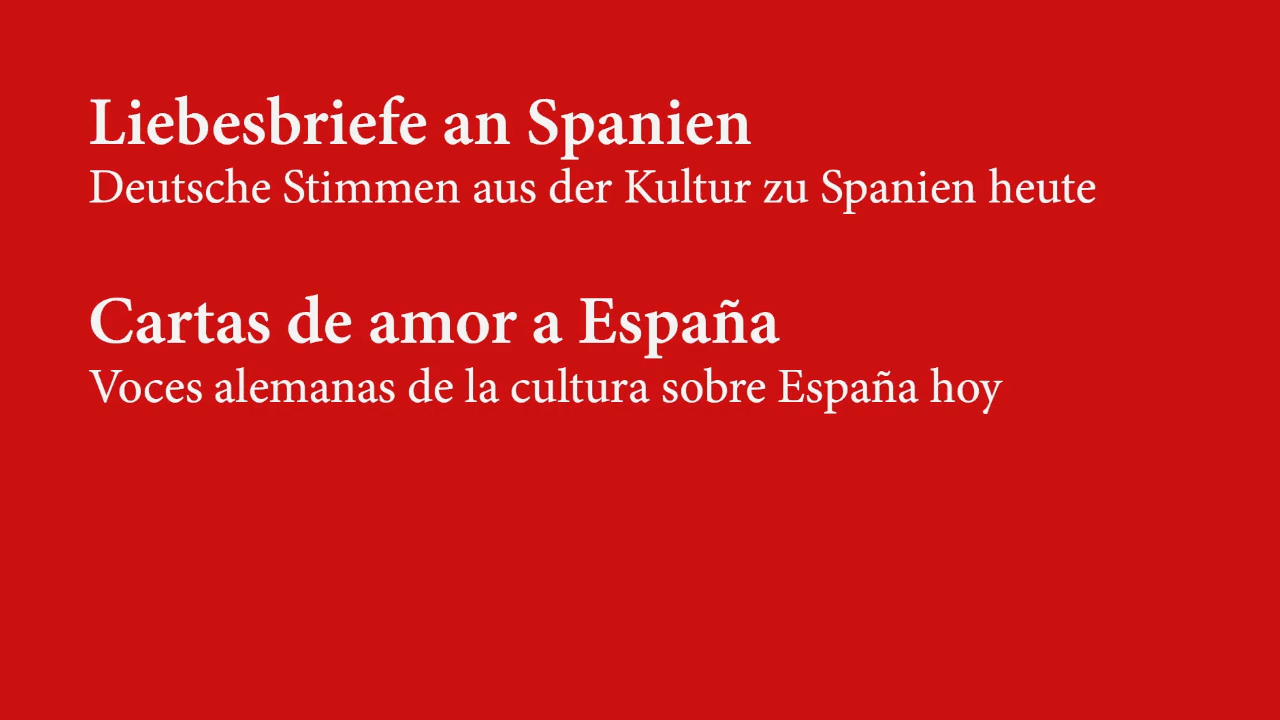 Liebesbriefe an Spanien
Deutsche Stimmen aus der Kultur zu Spanien heute
Cartas de amor a España
Voces alemanas de la cultura sobre España hoy